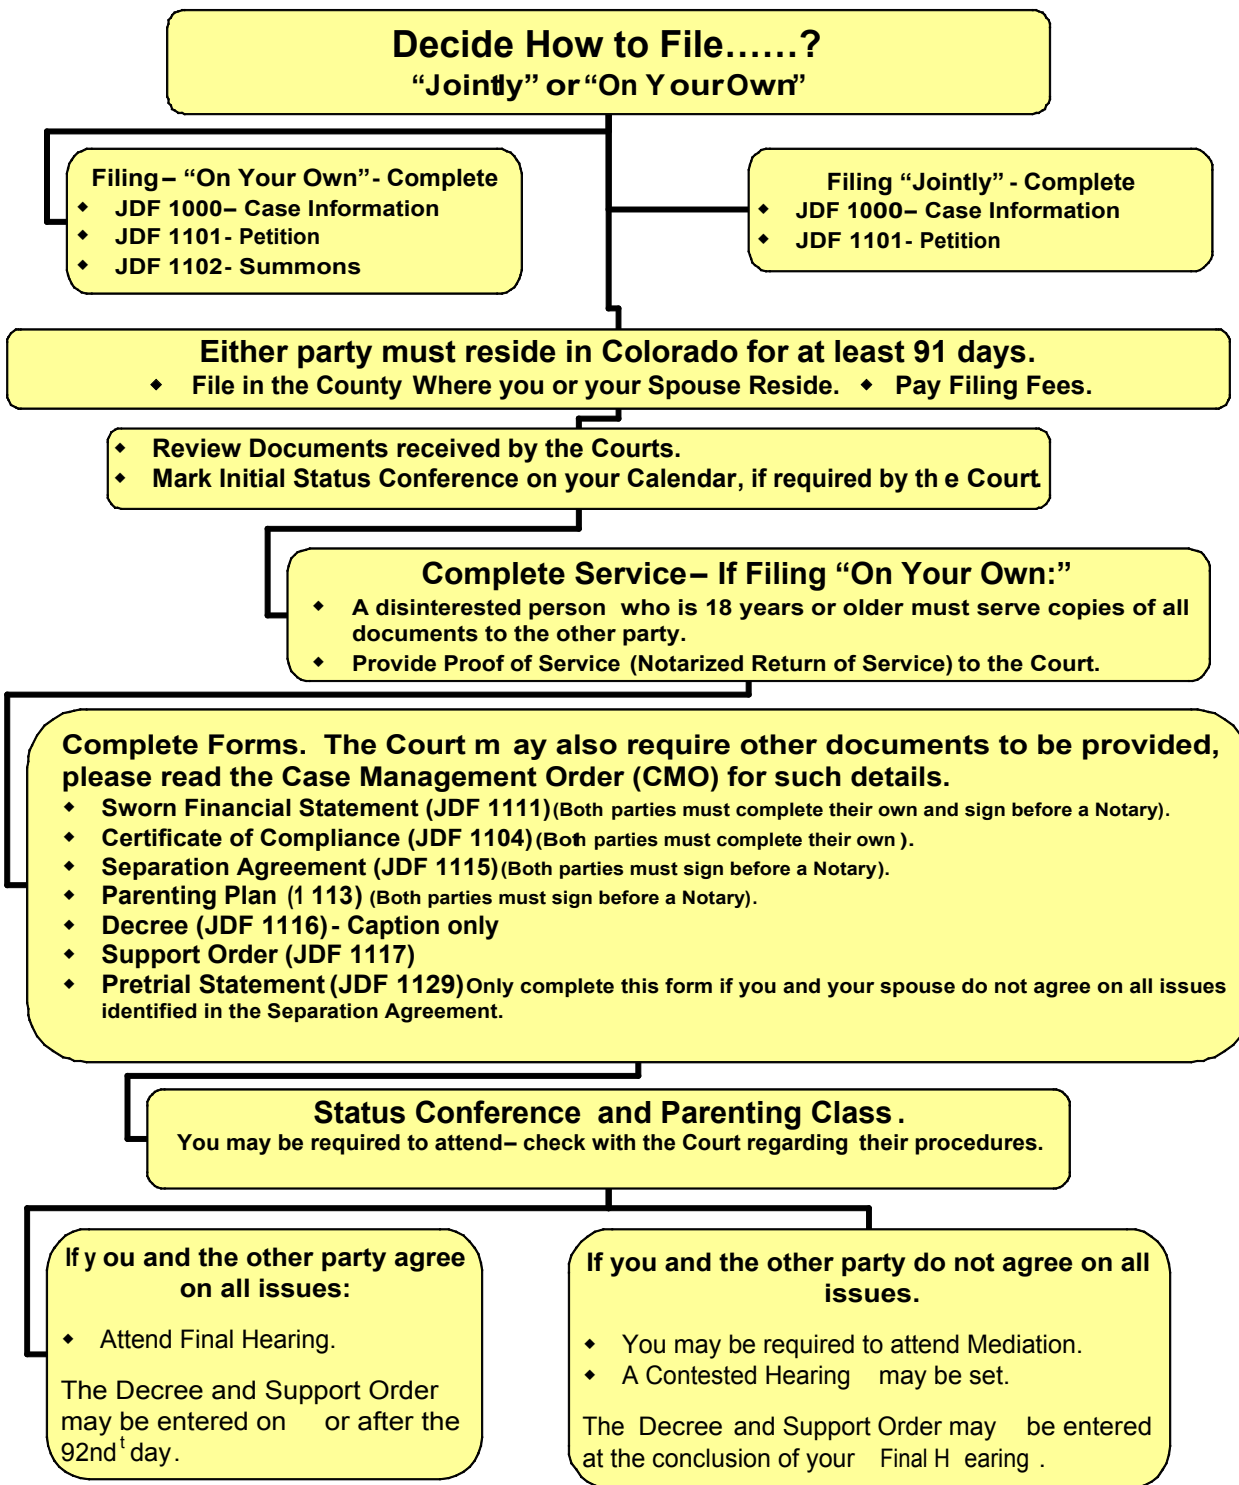 Decide How to File......?
“Jointly” or “On Your Own”
Filing – “On Your Own” - Complete
◆ JDF 1000 – Case Information
◆ JDF 1101 - Petition
◆ JDF 1102 - Summons
Filing “Jointly” - Complete
◆ JDF 1000 – Case Information
◆ JDF 1101 - Petition
Either party must reside in Colorado for at least 91 days.
◆ File in the County Where you or your Spouse Reside. ◆ Pay Filing Fees.
◆ Review Documents received by the Courts.
◆ Mark Initial Status Conference on your Calendar, if required by the Court.
Complete Service – If Filing “On Your Own:”
◆ A disinterested person who is 18 years or older must serve copies of all
documents to the other party.
◆ Provide Proof of Service (Notarized Return of Service) to the Court.
Complete Forms. The Court may also require other documents to be provided,
please read the Case Management Order (CMO) for such details.
◆ Sworn Financial Statement (JDF 1111) (Both parties must complete their own and sign before a Notary).
◆ Certificate of Compliance (JDF 1104) (Both parties must complete their own).
◆ Separation Agreement (JDF 1115) (Both parties must sign before a Notary).
◆ Parenting Plan (1113) (Both parties must sign before a Notary).
◆ Decree (JDF 1116) - Caption only
◆ Support Order (JDF 1117)
◆ Pretrial Statement (JDF 1129) Only complete this form if you and your spouse do not agree on all issues
identified in the Separation Agreement.
Status Conference and Parenting Class.
You may be required to attend – check with the Court regarding their procedures.
If you and the other party agree
on all issues:
◆ Attend Final Hearing.
The Decree and Support Order
may be entered on or after the
92nd t day.
If you and the other party do not agree on all
issues.
◆ You may be required to attend Mediation.
◆ A Contested Hearing may be set.
The Decree and Support Order may be entered
at the conclusion of your Final Hearing.